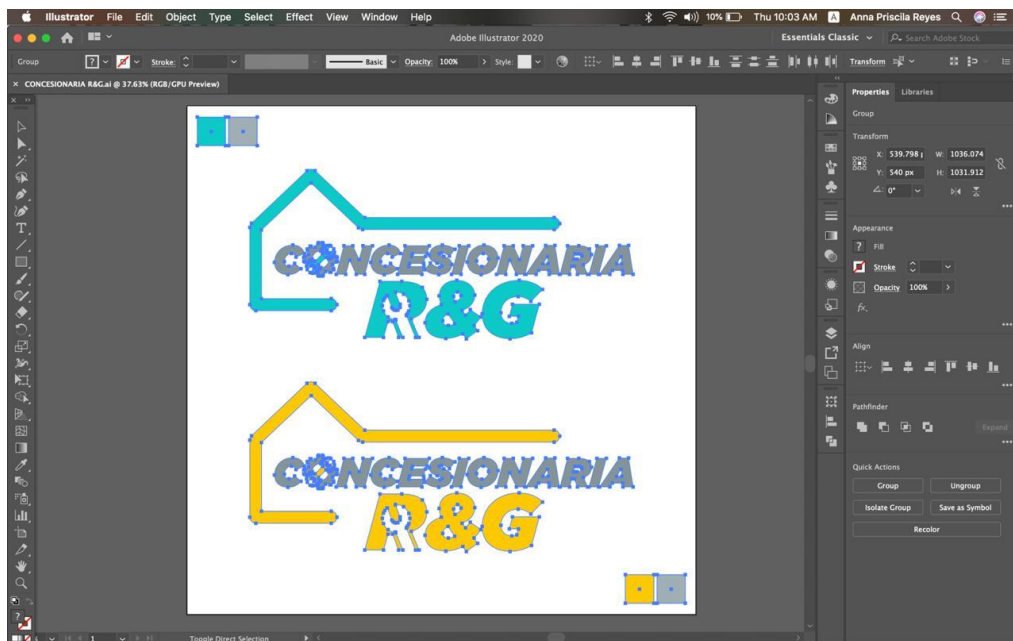 Illustrator File Edit Object Type Select Effect View Window Help 10% Thu 10:03 AM A Anna Priscila Reyes
Adobe Illustrator 2020 Essentials Classic Search Adobe Stock
Group ? Stroke: Basic Opacity: 100% Style: Transform
× CONCESIONARIA R&G.ai @ 37.63% (RGB/GPU Preview)
Properties Libraries
Group
Transform
X: 539.798 W: 1036.074
Y: 540 px H: 1031.912
0°
Appearance
? Fill
Stroke
Opacity 100%
fx.
Align
Pathfinder
Expand
Quick Actions
Group Ungroup
Isolate Group Save as Symbol
Recolor
CONCESIONARIA
R&G
CONCESIONARIA
R&G
1 Toggle Direct Selection